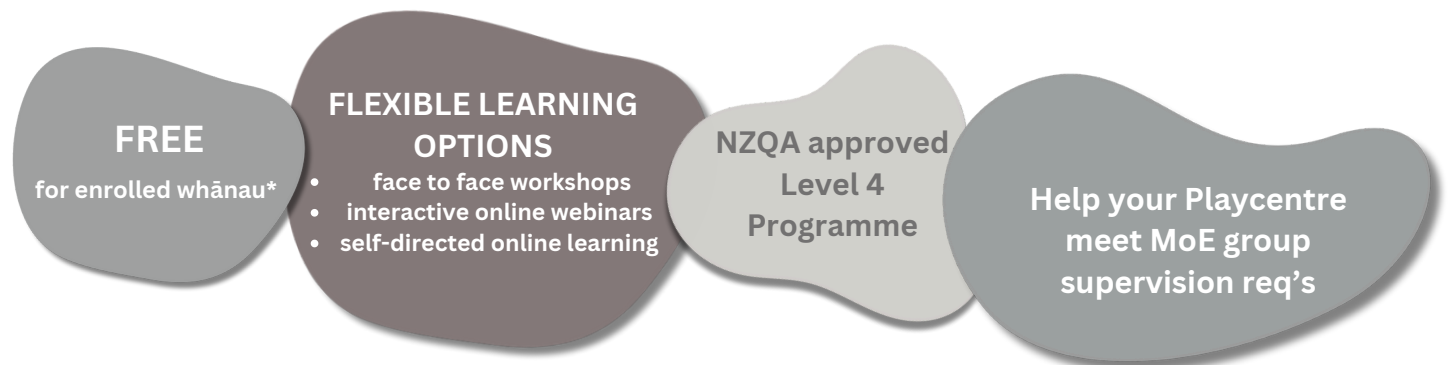 FREE
for enrolled whānau*
FLEXIBLE LEARNING
OPTIONS
• face to face workshops
• interactive online webinars
• self-directed online learning
NZQA approved
Level 4
Programme
Help your Playcentre
meet MoE group
supervision req’s